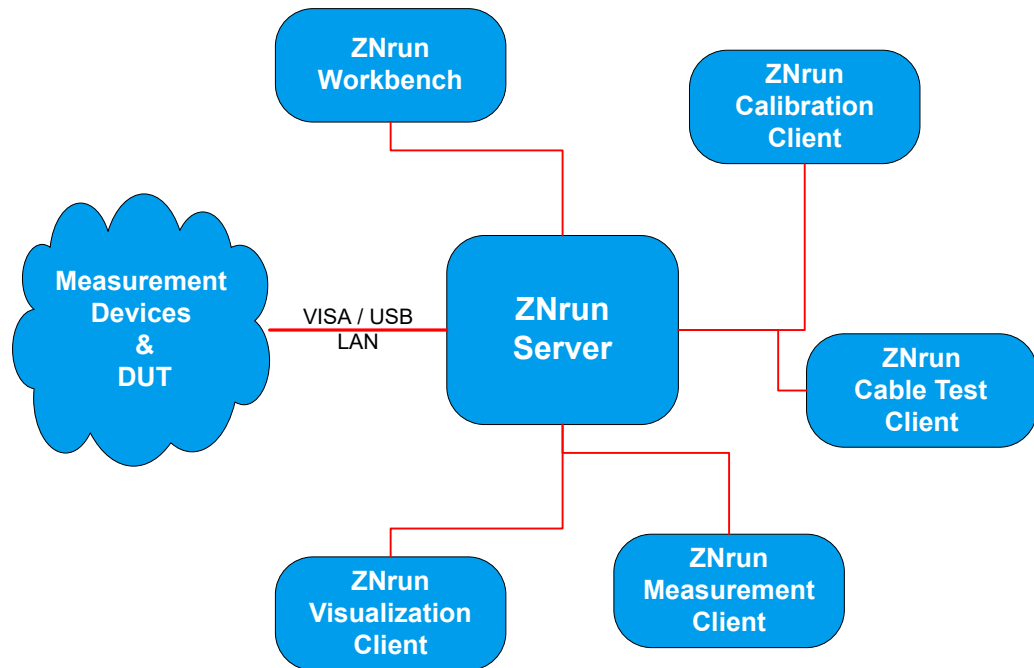 ZNrun
Workbench
ZNrun
Calibration
Client
Measurement
Devices
&
DUT
VISA / USB
LAN
ZNrun
Server
ZNrun
Cable Test
Client
ZNrun
Visualization
Client
ZNrun
Measurement
Client